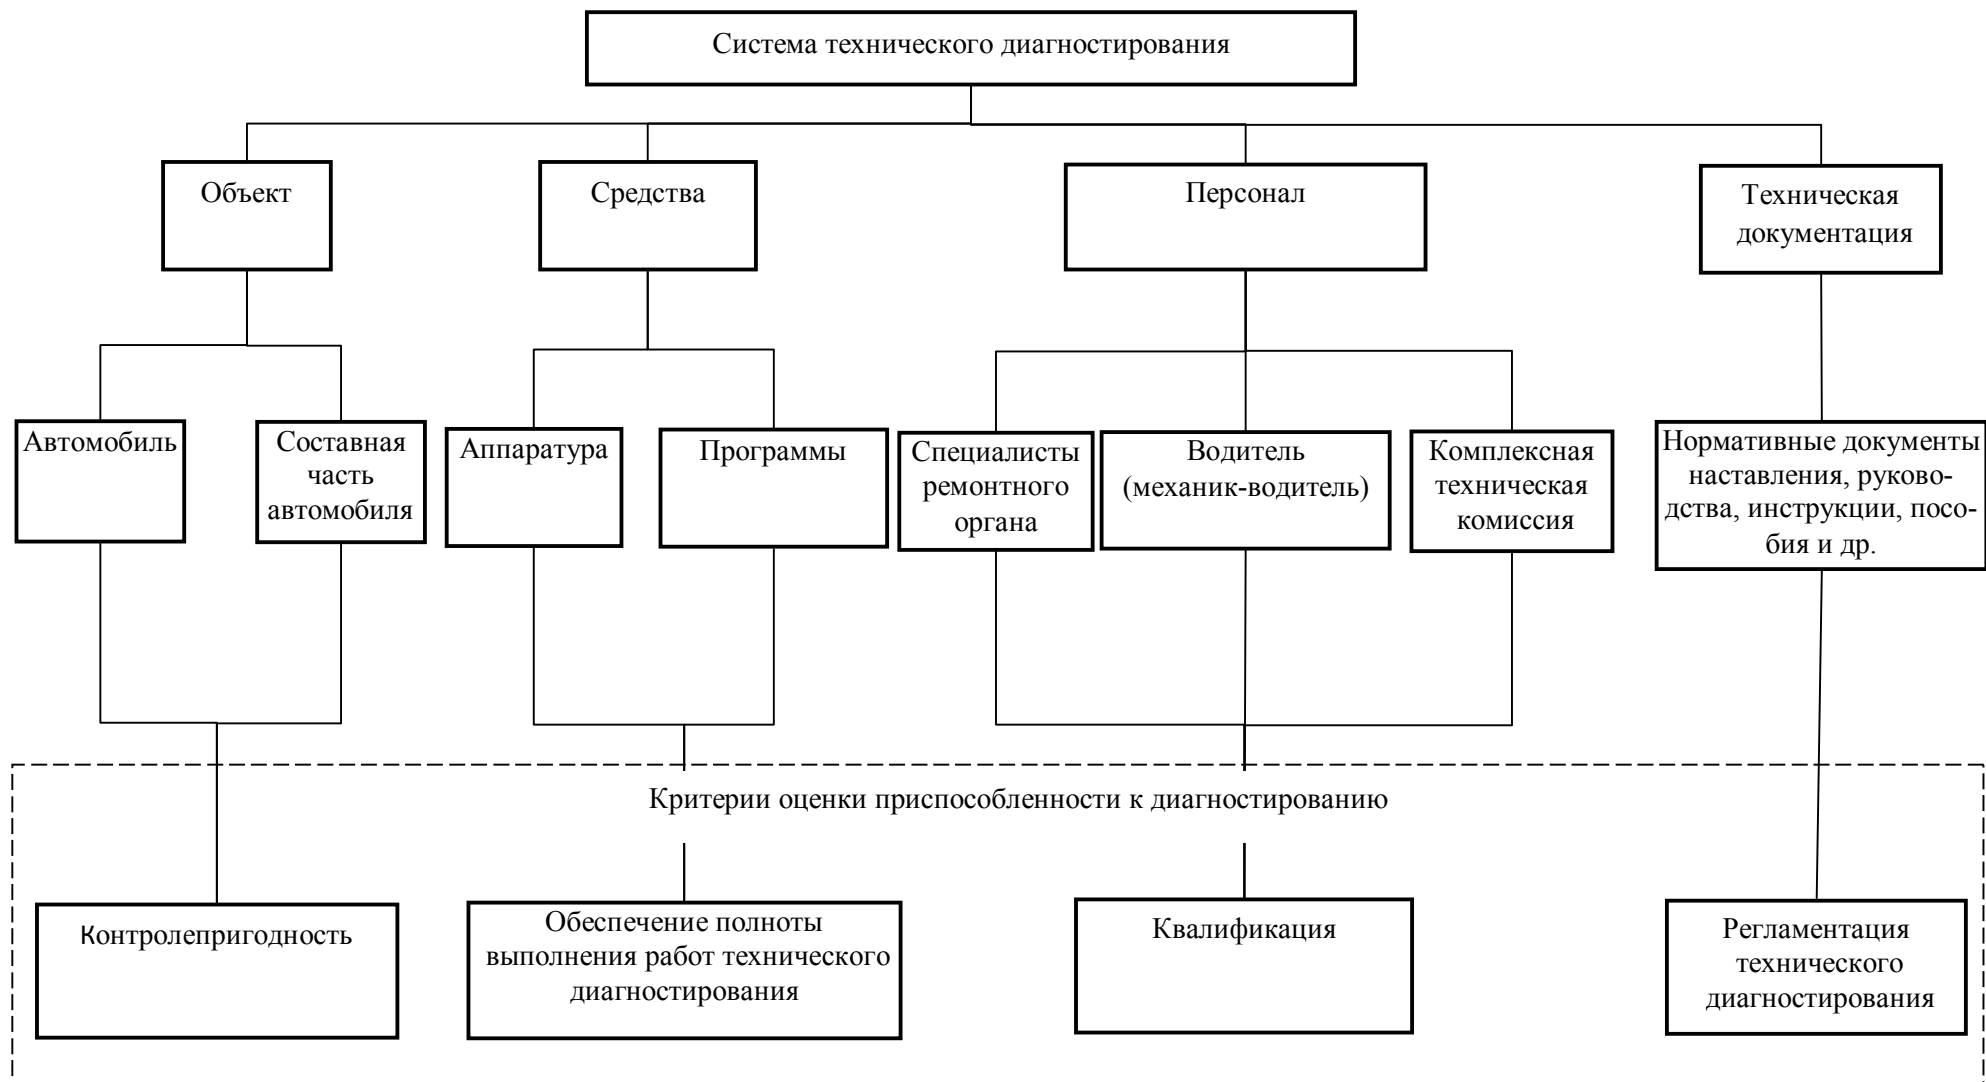 Система технического диагностирования
Объект
Средства
Персонал
Техническая
документация
Автомобиль
Составная
часть
автомобиля
Аппаратура
Программы
Специалисты
ремонтного
органа
Водитель
(механик-водитель)
Комплексная
техническая
комиссия
Нормативные документы
наставления, руково-
дства, инструкции, посо-
бия и др.
Критерии оценки приспособленности к диагностированию
Контролепригодность
Обеспечение полноты
выполнения работ технического
диагностирования
Квалификация
Регламентация
технического
диагностирования